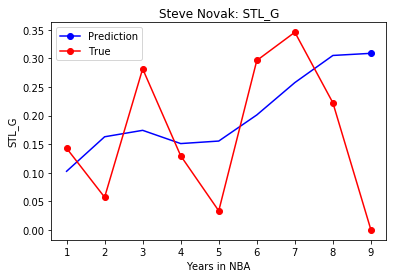 Steve Novak: STL_G
Prediction
True
STL_G
0.35
0.30
0.25
0.20
0.15
0.10
0.05
0.00
1 2 3 4 5 6 7 8 9
Years in NBA